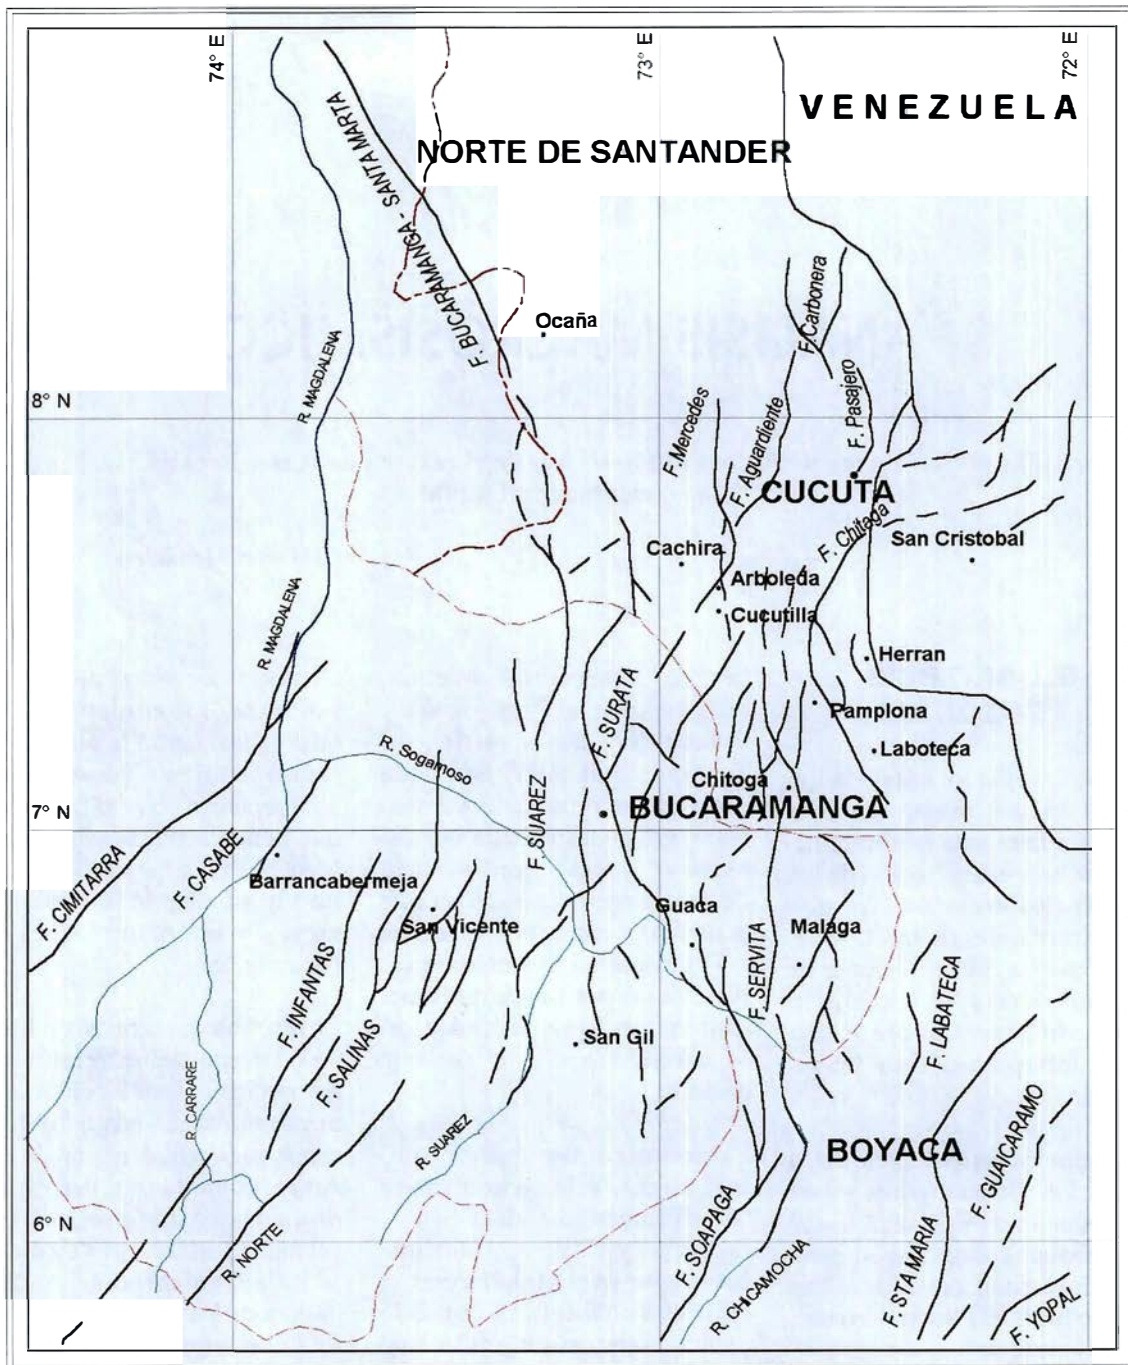 74° E
73° E
72° E
VENEZUELA
NORTE DE SANTANDER
F. BUCARAMANGA - SANTA MARTA
Ocaña
F. Carbonera
R. MAGDALENA
8° N
F. Mercedes
F. Aguardiente
F. Pasajero
CUCUTA
F. Chitaga
San Cristobal
Cachira
Arboleda
Cucutilla
R. MAGDALENA
Herran
F. SURATA
Pamplona
R. Sogamoso
Laboteca
Chitoga
BUCARAMANGA
7° N
F. SUAREZ
F. CIMITARRA
F. CASABE
Barrancabermeja
San Vicente
Guaca
Malaga
F. INFANTAS
F. SERVITA
F. LABATECA
San Gil
F. SALINAS
R. CARRARE
R. SUAREZ
BOYACA
F. GUAICARAMO
6° N
R. NORTE
F. SOAPAGA
R. CHICAMOCHA
F. STA MARIA
F. YOPAL